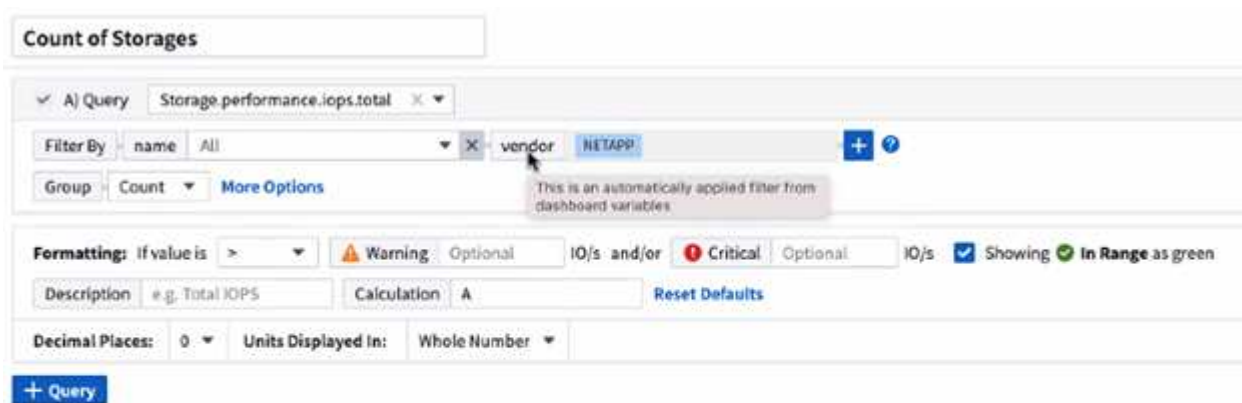 Count of Storages
A) Query Storage.performance.iops.total
Filter By name All vendor NETAPP
Group Count More Options
This is an automatically applied filter from
dashboard variables
Formatting: If value is > Warning Optional IO/s and/or Critical Optional IO/s Showing In Range as green
Description e.g. Total IOPS Calculation A Reset Defaults
Decimal Places: 0 Units Displayed In: Whole Number
+ Query